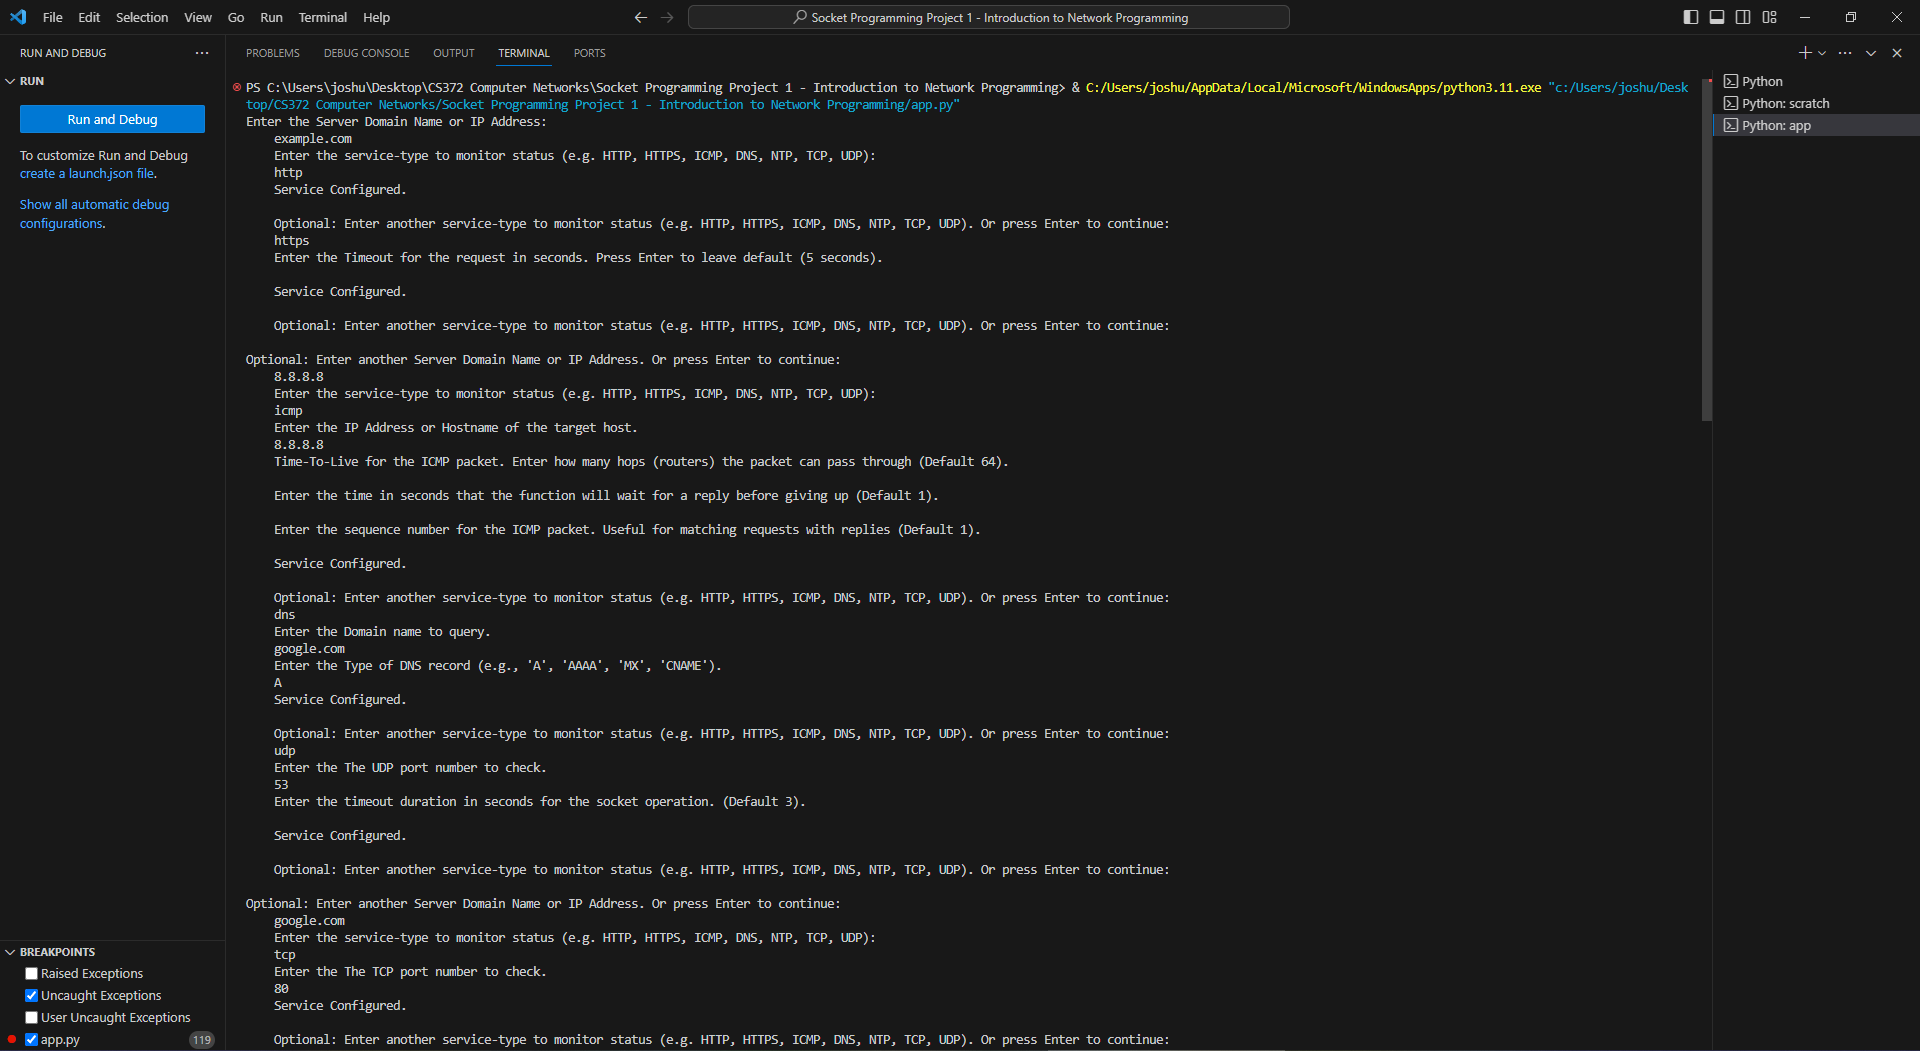 File Edit Selection View Go Run Terminal Help
Socket Programming Project 1 - Introduction to Network Programming
RUN AND DEBUG
RUN
Run and Debug
To customize Run and Debug
create a launch.json file.
Show all automatic debug
configurations.
BREAKPOINTS
Raised Exceptions
Uncaught Exceptions
User Uncaught Exceptions
app.py 119
PROBLEMS DEBUG CONSOLE OUTPUT TERMINAL PORTS
PS C:\Users\joshu\Desktop\CS372 Computer Networks\Socket Programming Project 1 - Introduction to Network Programming> & C:/Users/joshu/AppData/Local/Microsoft/WindowsApps/python3.11.exe "c:/Users/joshu/Desk
top/CS372 Computer Networks/Socket Programming Project 1 - Introduction to Network Programming/app.py"
Enter the Server Domain Name or IP Address:
example.com
Enter the service-type to monitor status (e.g. HTTP, HTTPS, ICMP, DNS, NTP, TCP, UDP):
http
Service Configured.
Optional: Enter another service-type to monitor status (e.g. HTTP, HTTPS, ICMP, DNS, NTP, TCP, UDP). Or press Enter to continue:
https
Enter the Timeout for the request in seconds. Press Enter to leave default (5 seconds).
Service Configured.
Optional: Enter another service-type to monitor status (e.g. HTTP, HTTPS, ICMP, DNS, NTP, TCP, UDP). Or press Enter to continue:
Optional: Enter another Server Domain Name or IP Address. Or press Enter to continue:
8.8.8.8
Enter the service-type to monitor status (e.g. HTTP, HTTPS, ICMP, DNS, NTP, TCP, UDP):
icmp
Enter the IP Address or Hostname of the target host.
8.8.8.8
Time-To-Live for the ICMP packet. Enter how many hops (routers) the packet can pass through (Default 64).
Enter the time in seconds that the function will wait for a reply before giving up (Default 1).
Enter the sequence number for the ICMP packet. Useful for matching requests with replies (Default 1).
Service Configured.
Optional: Enter another service-type to monitor status (e.g. HTTP, HTTPS, ICMP, DNS, NTP, TCP, UDP). Or press Enter to continue:
dns
Enter the Domain name to query.
google.com
Enter the Type of DNS record (e.g., 'A', 'AAAA', 'MX', 'CNAME').
A
Service Configured.
Optional: Enter another service-type to monitor status (e.g. HTTP, HTTPS, ICMP, DNS, NTP, TCP, UDP). Or press Enter to continue:
udp
Enter the The UDP port number to check.
53
Enter the timeout duration in seconds for the socket operation. (Default 3).
Service Configured.
Optional: Enter another service-type to monitor status (e.g. HTTP, HTTPS, ICMP, DNS, NTP, TCP, UDP). Or press Enter to continue:
Optional: Enter another Server Domain Name or IP Address. Or press Enter to continue:
google.com
Enter the service-type to monitor status (e.g. HTTP, HTTPS, ICMP, DNS, NTP, TCP, UDP):
tcp
Enter the The TCP port number to check.
80
Service Configured.
Optional: Enter another service-type to monitor status (e.g. HTTP, HTTPS, ICMP, DNS, NTP, TCP, UDP). Or press Enter to continue:
Python
Python: scratch
Python: app